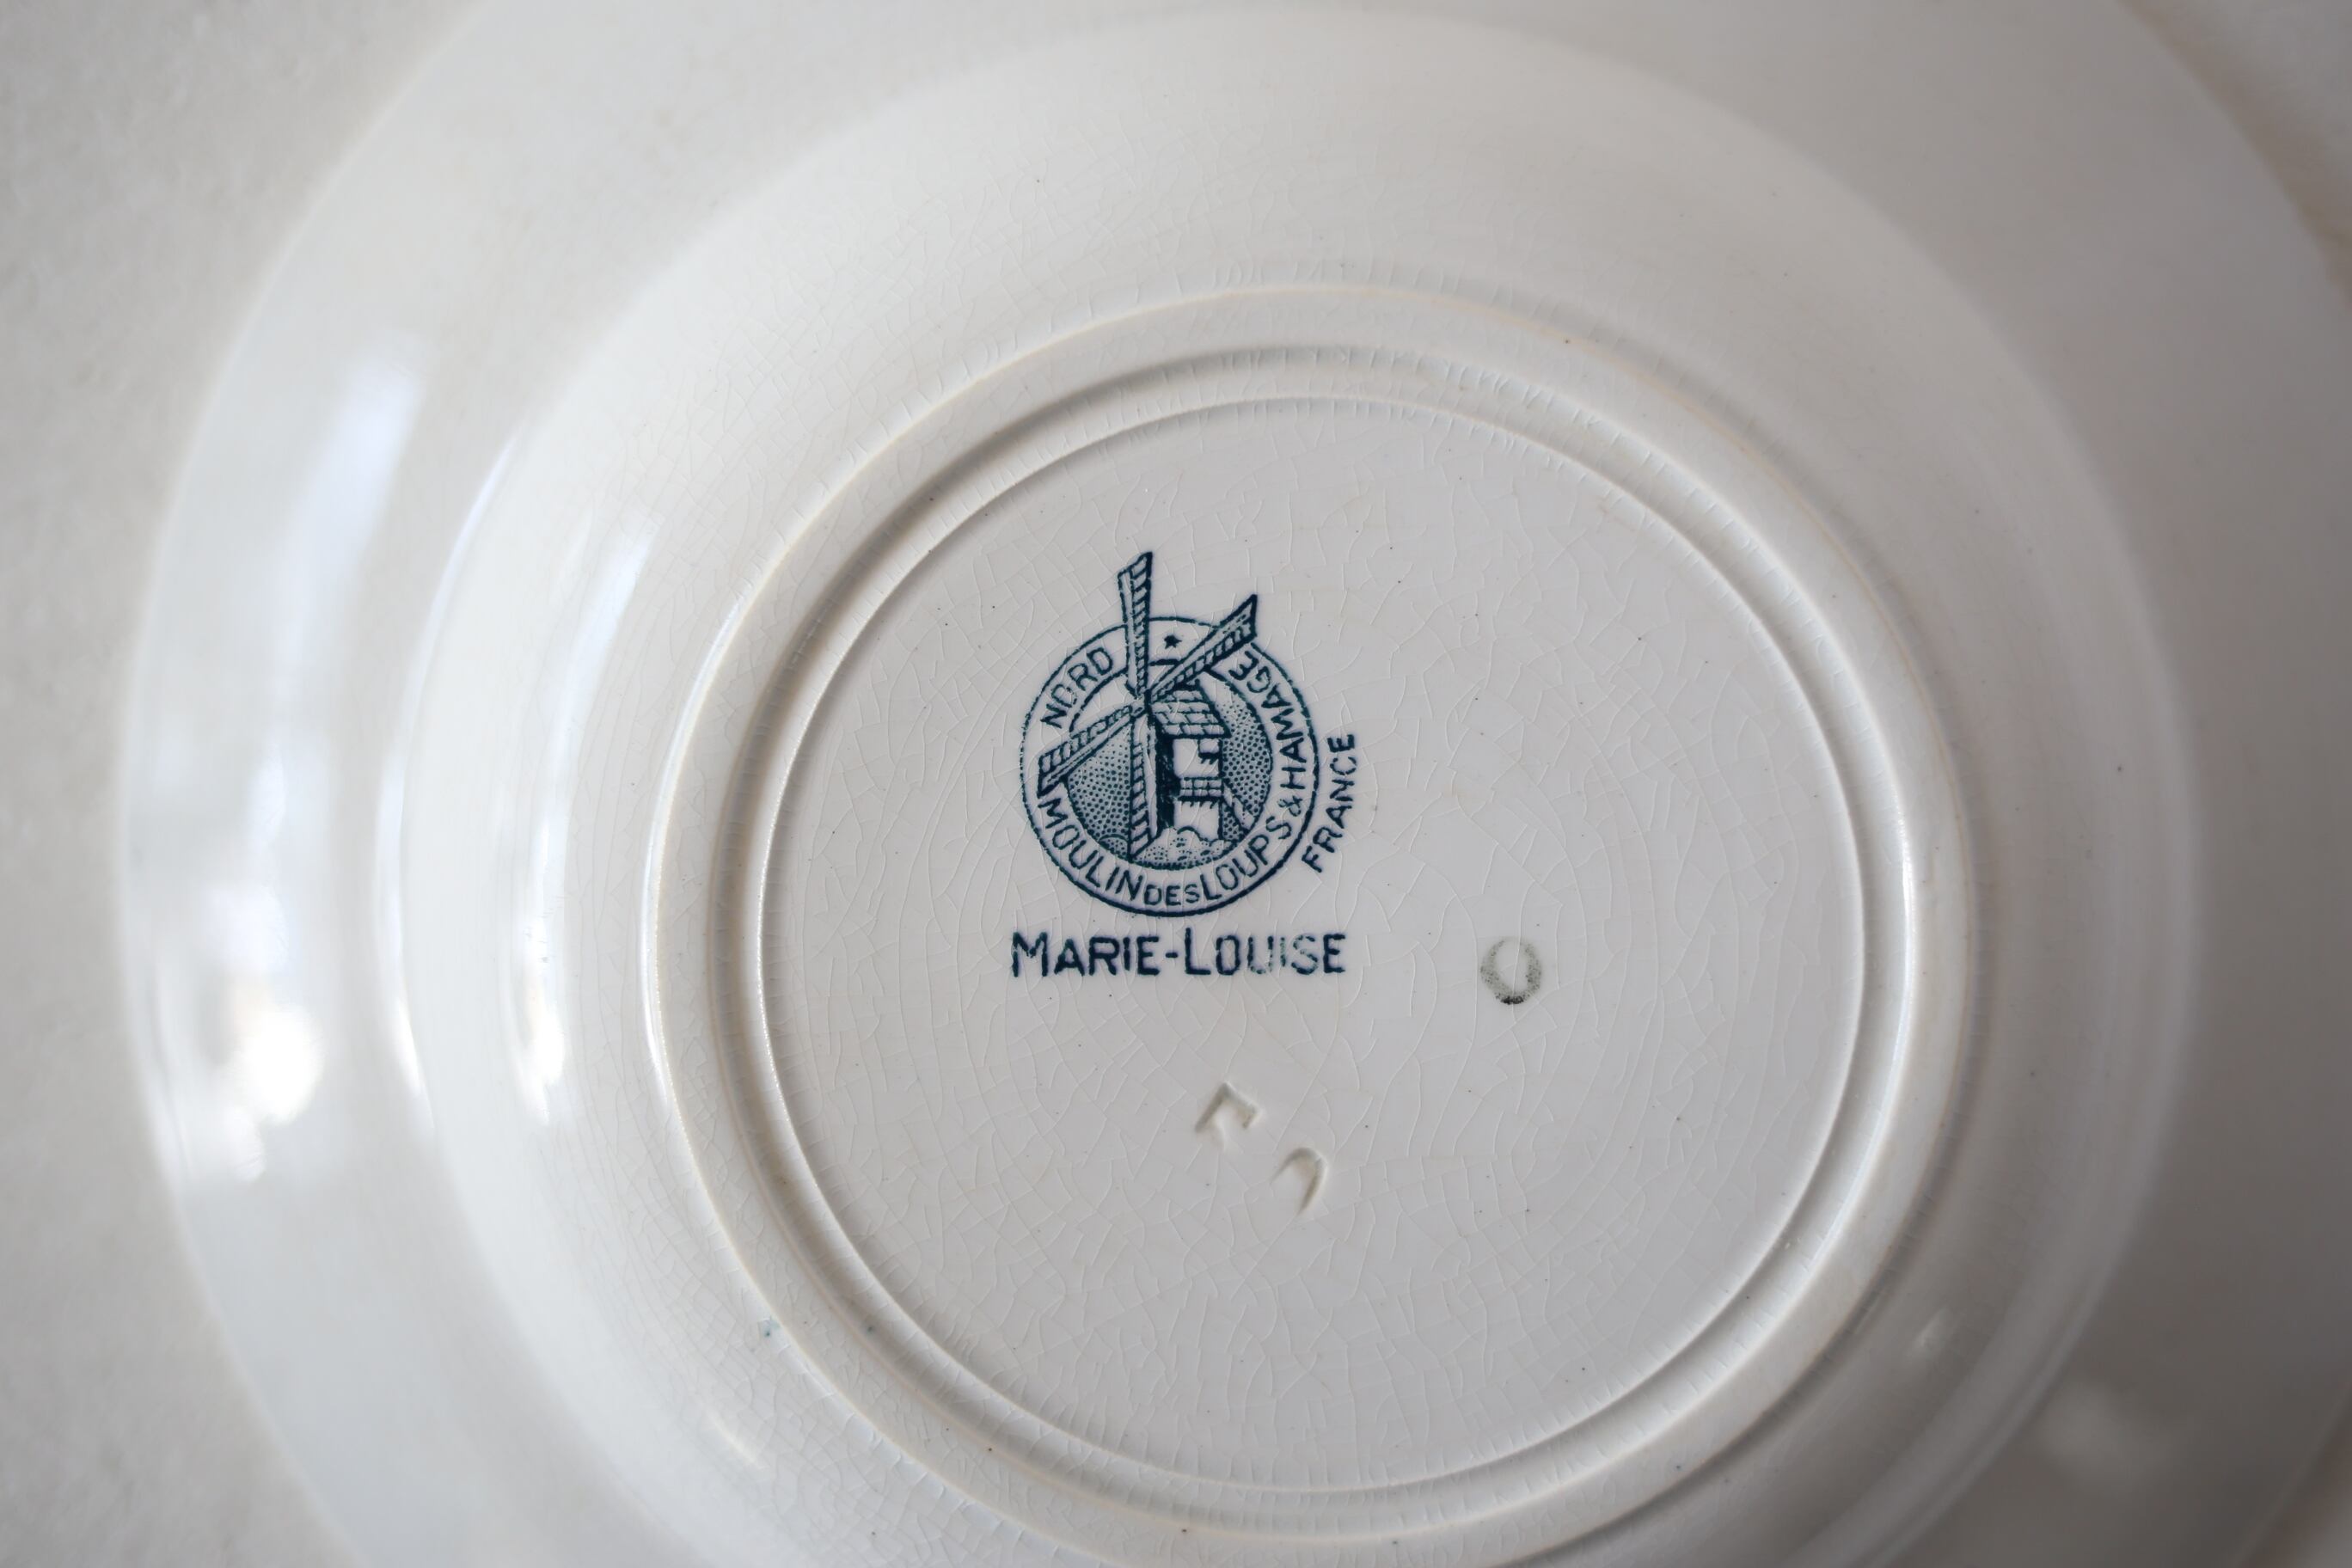 NORD
MOULIN DES LOUPS & HAMAGE
FRANCE
MARIE-LOUISE